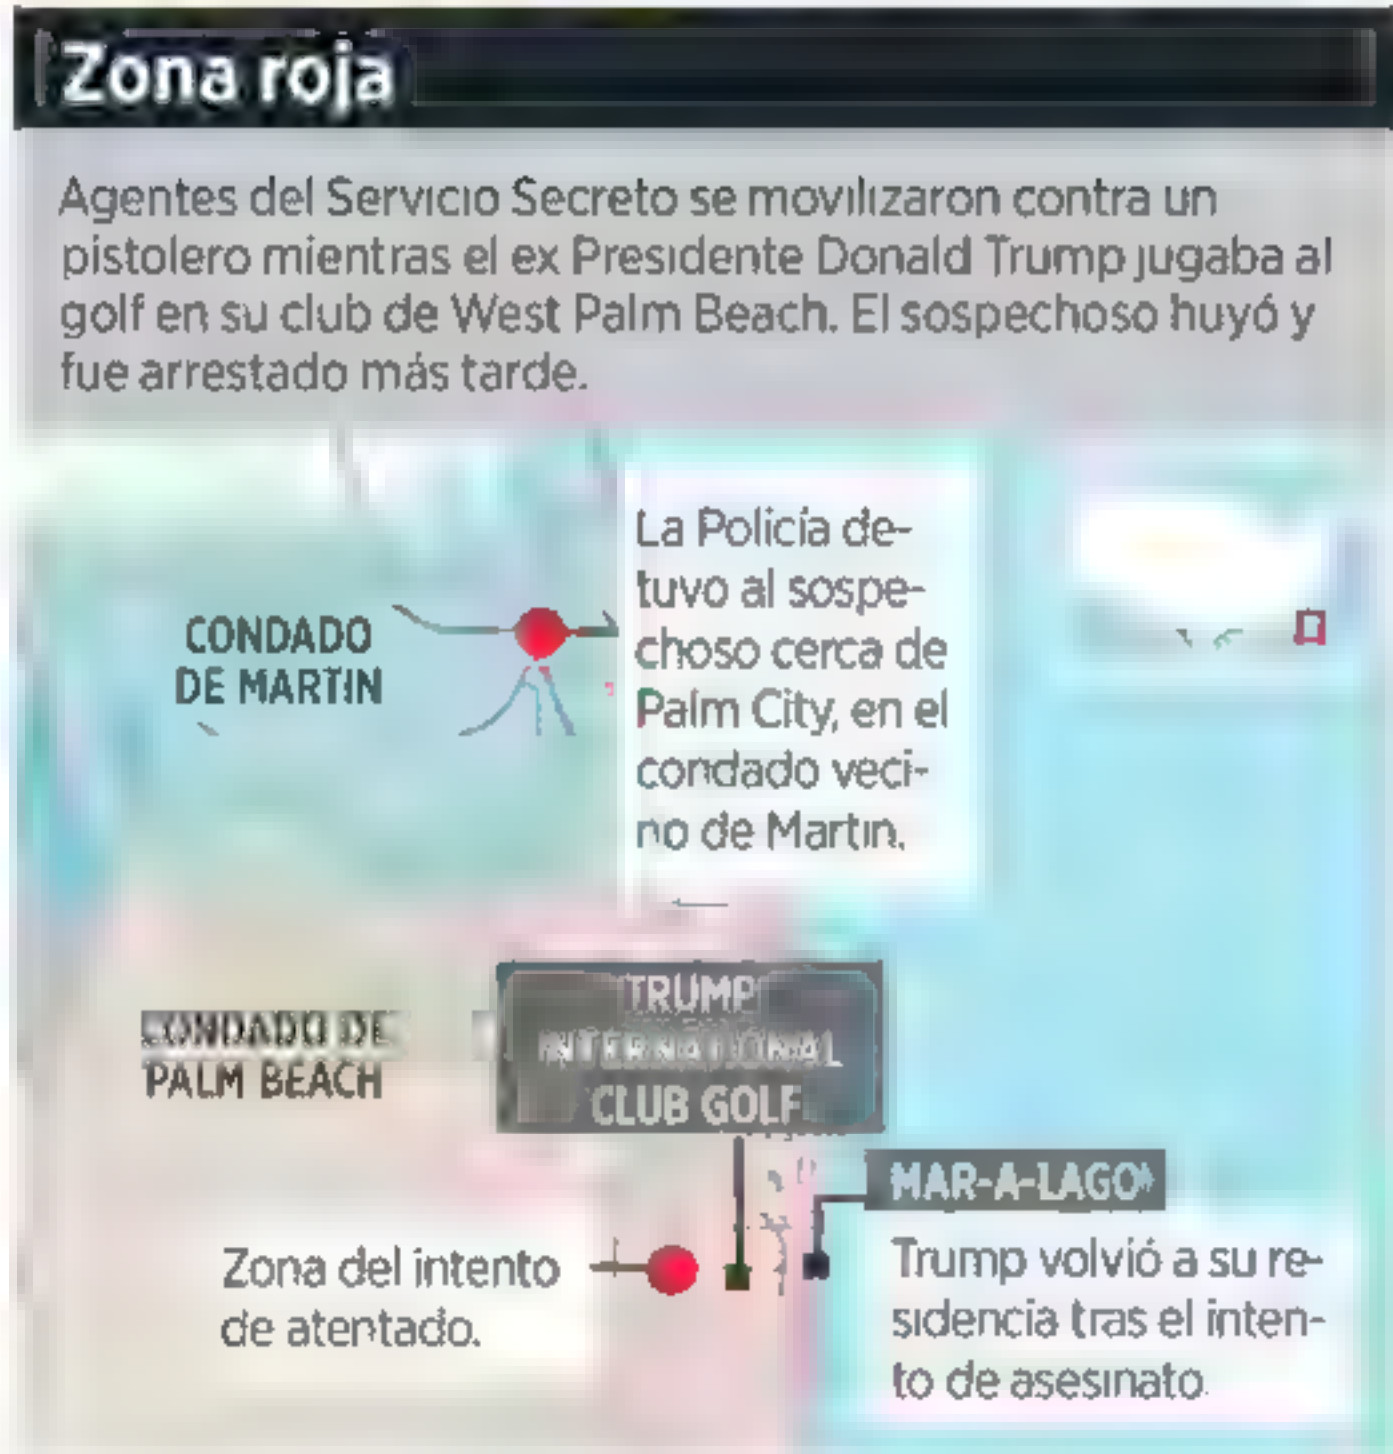 Zona roja
Agentes del Servicio Secreto se movilizaron contra un
pistolero mientras el ex Presidente Donald Trump jugaba al
golf en su club de West Palm Beach. El sospechoso huyó y
fue arrestado más tarde.
CONDADO
DE MARTIN
La Policía de-
tuvo al sospe-
choso cerca de
Palm City, en el
condado veci-
no de Martin.
CONDADO DE
PALM BEACH
TRUMP
INTERNATIONAL
CLUB GOLF
MAR-A-LAGO
Zona del intento
de atentado.
Trump volvió a su re-
sidencia tras el inten-
to de asesinato.